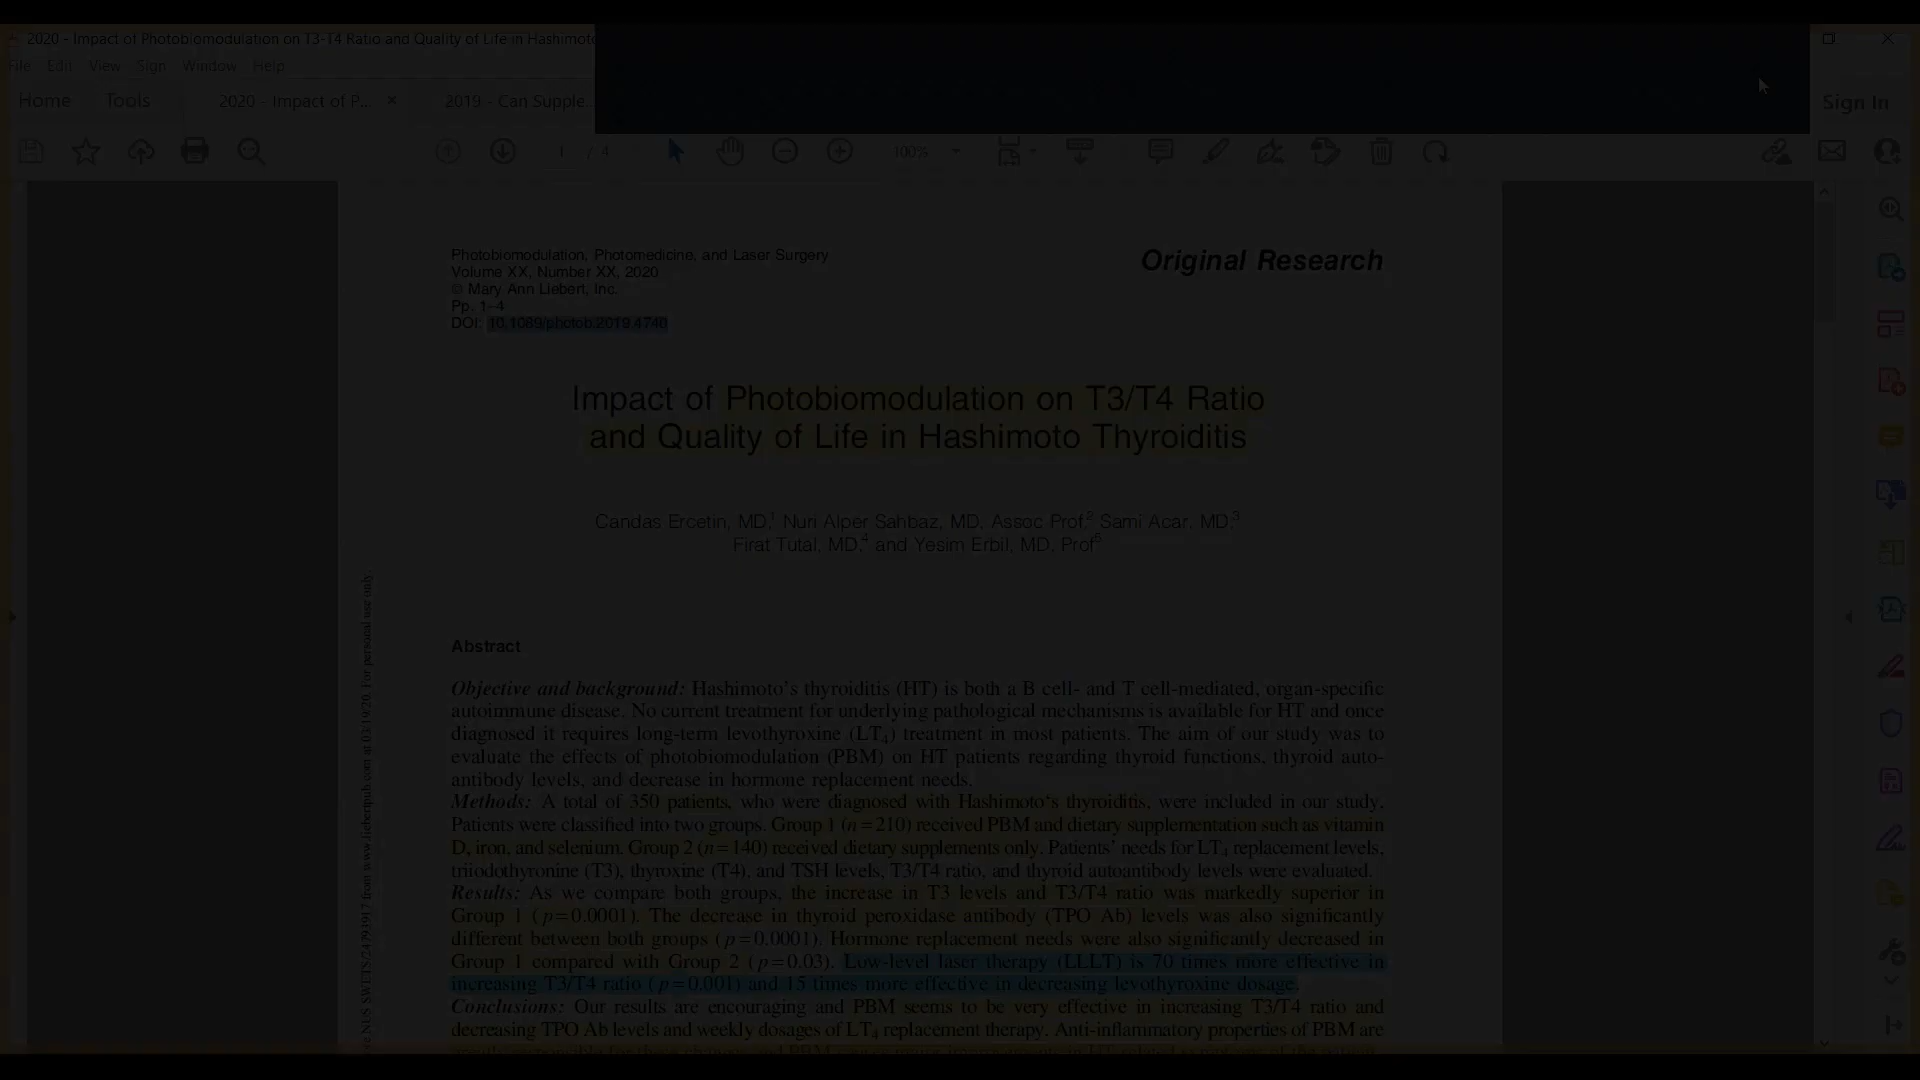 2020 - Impact of Photobiomodulation on T3-T4 Ratio and Quality of Life in Hashimoto
File Edit View Sign Window Help
Home Tools 2020 - Impact of P... × 2019 - Can Supple. Sign In
1 / 4 100%
Photobiomodulation, Photomedicine, and Laser Surgery
Volume XX, Number XX, 2020
© Mary Ann Liebert, Inc.
Pp. 1–4
DOI: 10.1089/photob.2019.4740
Original Research
Impact of Photobiomodulation on T3/T4 Ratio
and Quality of Life in Hashimoto Thyroiditis
Candas Ercetin, MD,1 Nuri Alper Sahbaz, MD, Assoc Prof,2 Sami Acar, MD,3
Firat Tutal, MD,4 and Yesim Erbil, MD, Prof5
Abstract
Objective and background: Hashimoto's thyroiditis (HT) is both a B cell- and T cell-mediated, organ-specific
autoimmune disease. No current treatment for underlying pathological mechanisms is available for HT and once
diagnosed it requires long-term levothyroxine (LT4) treatment in most patients. The aim of our study was to
evaluate the effects of photobiomodulation (PBM) on HT patients regarding thyroid functions, thyroid auto-
antibody levels, and decrease in hormone replacement needs.
Methods: A total of 350 patients, who were diagnosed with Hashimoto's thyroiditis, were included in our study.
Patients were classified into two groups. Group 1 (n=210) received PBM and dietary supplementation such as vitamin
D, iron, and selenium. Group 2 (n=140) received dietary supplements only. Patients' needs for LT4 replacement levels,
triiodothyronine (T3), thyroxine (T4), and TSH levels, T3/T4 ratio, and thyroid autoantibody levels were evaluated.
Results: As we compare both groups, the increase in T3 levels and T3/T4 ratio was markedly superior in
Group 1 (p=0.0001). The decrease in thyroid peroxidase antibody (TPO Ab) levels was also significantly
different between both groups (p=0.0001). Hormone replacement needs were also significantly decreased in
Group 1 compared with Group 2 (p=0.03). Low-level laser therapy (LLLT) is 70 times more effective in
increasing T3/T4 ratio (p=0.001) and 15 times more effective in decreasing levothyroxine dosage.
Conclusions: Our results are encouraging and PBM seems to be very effective in increasing T3/T4 ratio and
decreasing TPO Ab levels and weekly dosages of LT4 replacement therapy. Anti-inflammatory properties of PBM are
from www.liebertpub.com at 03/19/20. For personal use only.